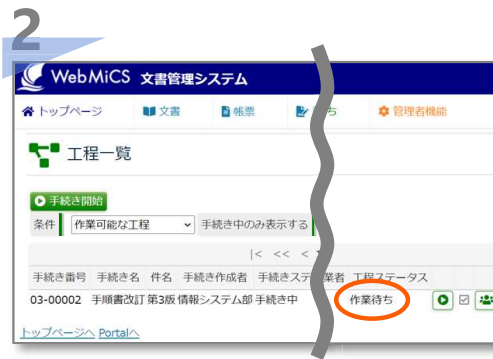 2
WebMiCS 文書管理システム
トップページ 文書 帳票 ち 管理者機能
工程一覧
手続き開始
条件 作業可能な工程 手続き中のみ表示する
|< << <
手続き番号 手続き名 件名 手続き作成者 手続きステ 業者 工程ステータス
03-00002 手順書改訂 第3版 情報システム部 手続き中 作業待ち
トップページへ Portalへ